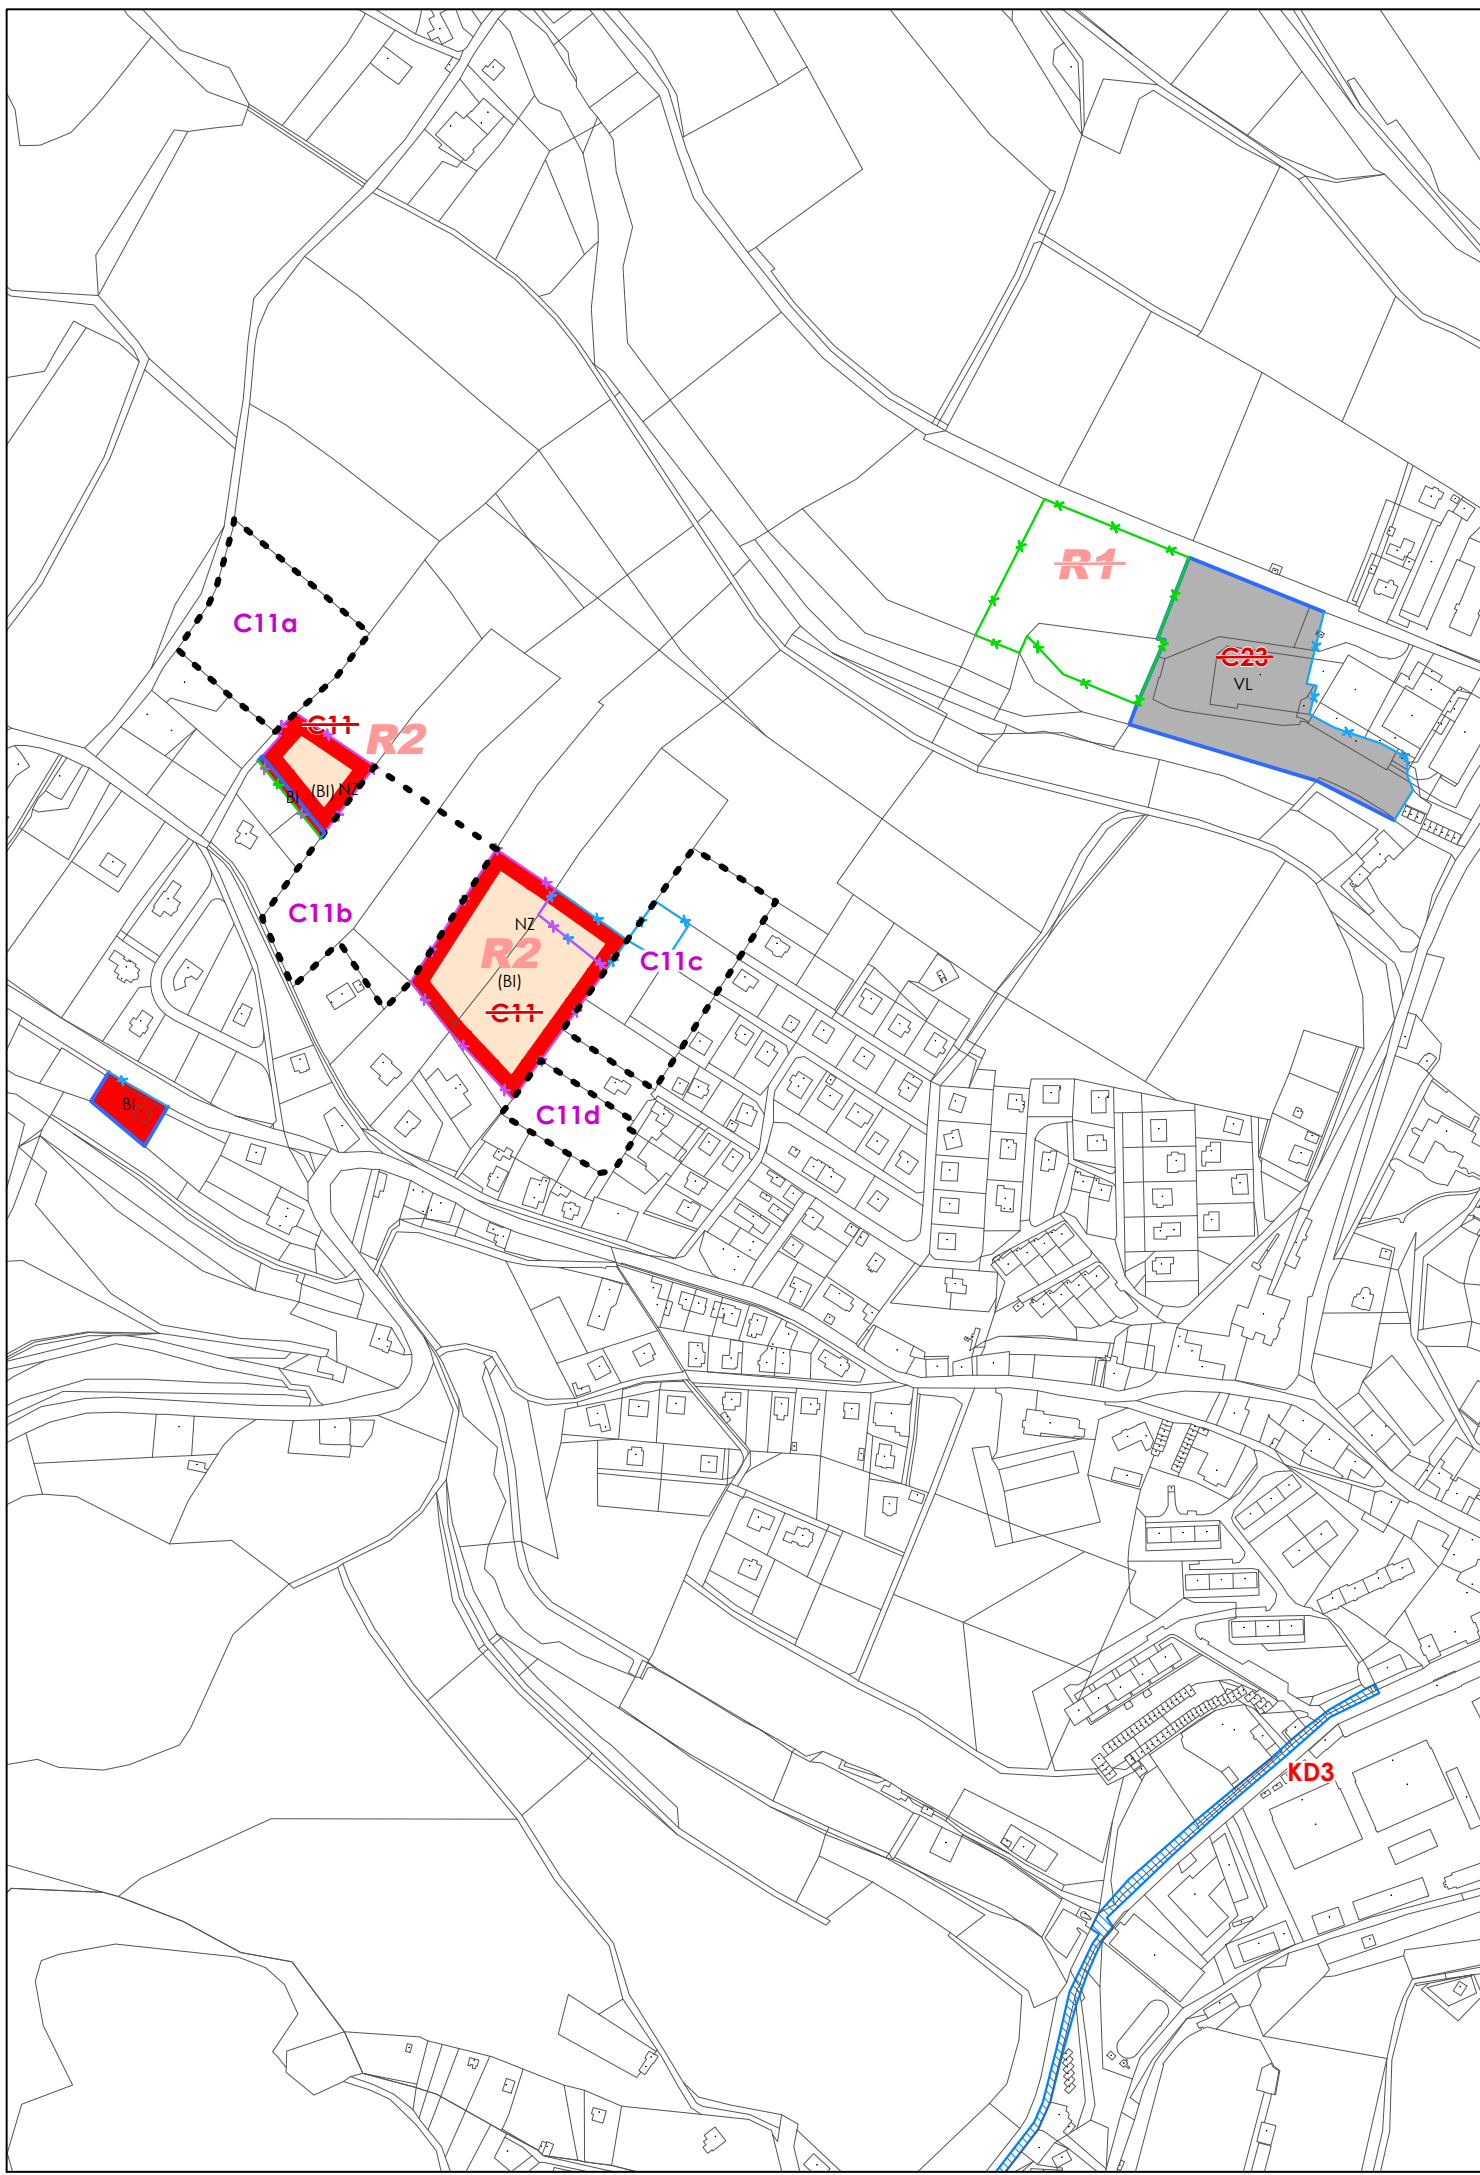 R1
C11a
C23
VL
C11
R2
(BI)
NZ
BI
C11b
NZ
R2
C11c
(BI)
C11
BI
C11d
KD3